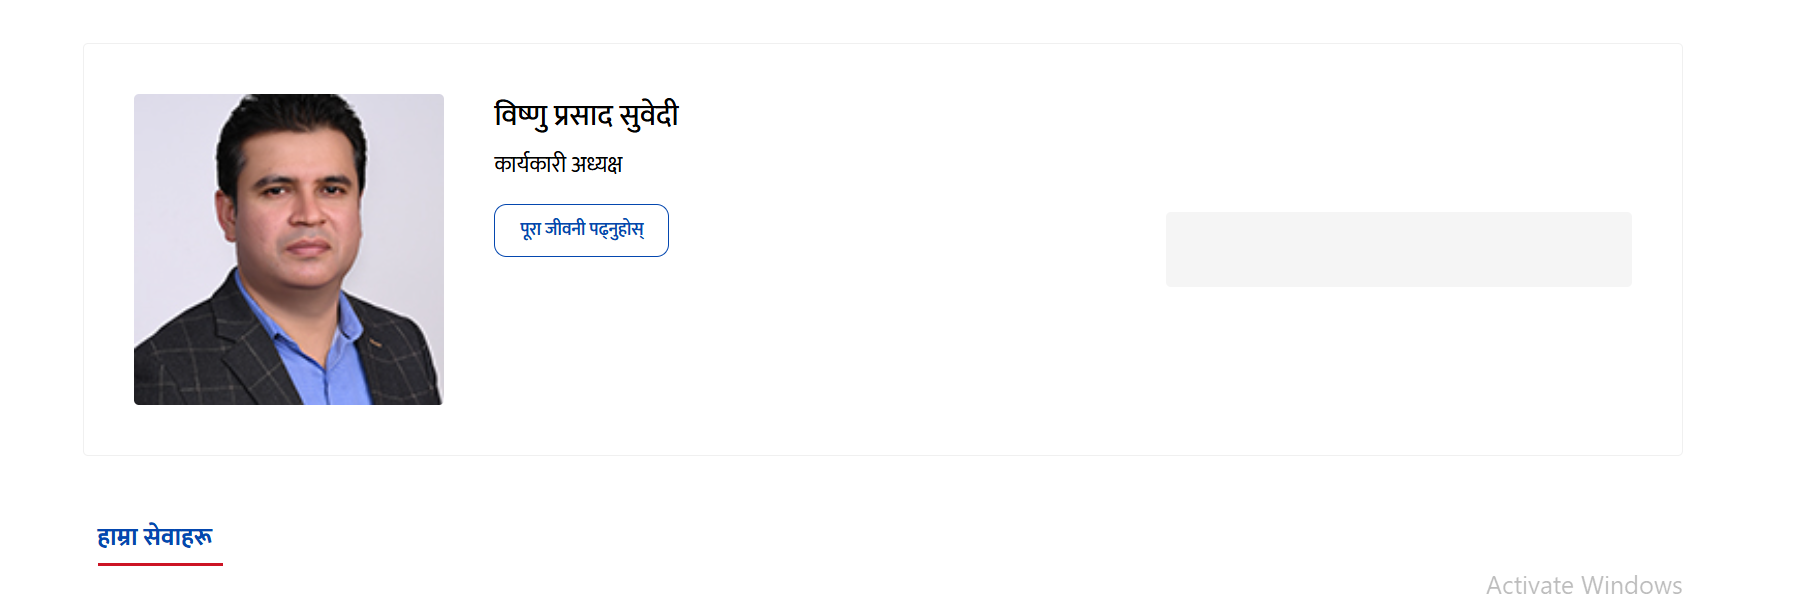 विष्णु प्रसाद सुवेदी
कार्यकारी अध्यक्ष
पूरा जीवनी पढ्नुहोस्
हाम्रा सेवाहरू
Activate Windows